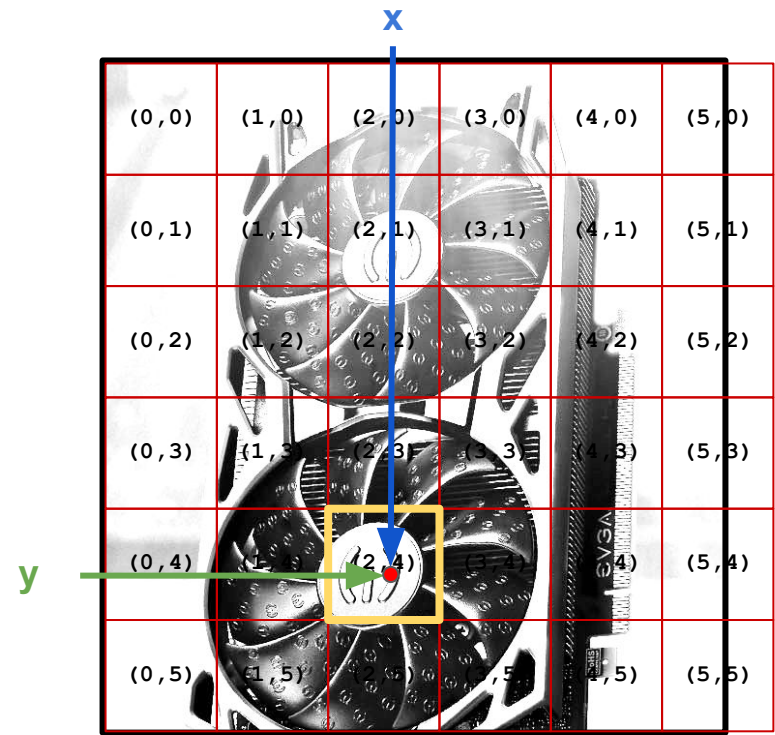 x
(0,0) (1,0) (2,0) (3,0) (4,0) (5,0)
(0,1) (1,1) (2,1) (3,1) (4,1) (5,1)
(0,2) (1,2) (2,2) (3,2) (4,2) (5,2)
(0,3) (1,3) (2,3) (3,3) (4,3) (5,3)
(0,4) (1,4) (2,4) (3,4) (4,4) (5,4)
y
(0,5) (1,5) (2,5) (3,5) (4,5) (5,5)
EVGA
RoHS